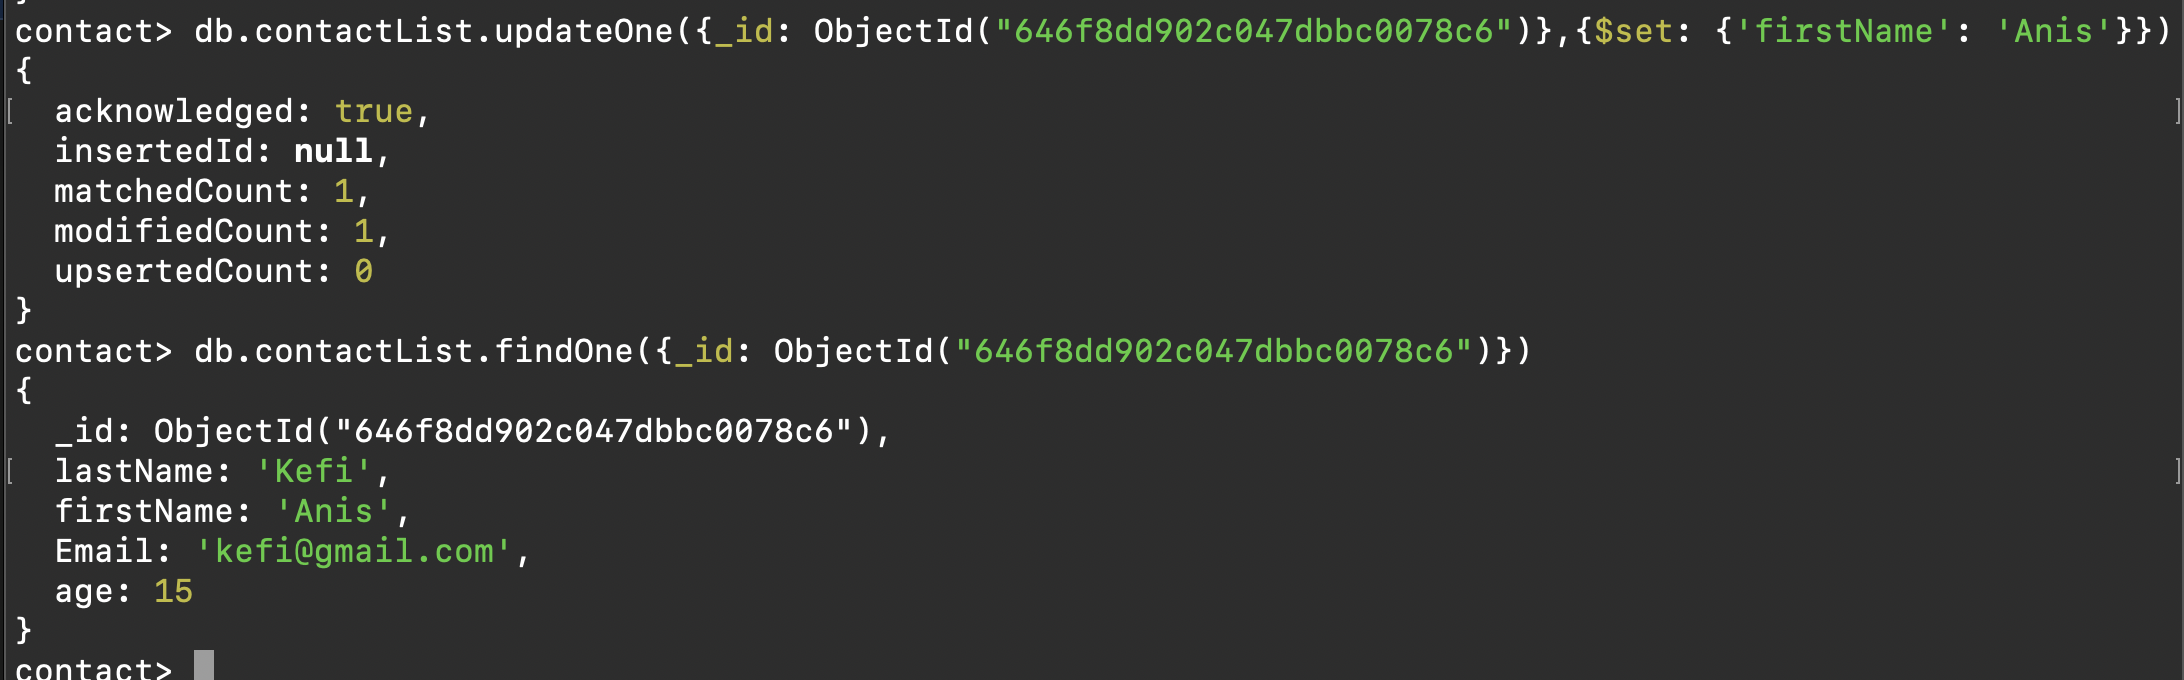 }
contact> db.contactList.updateOne({_id: ObjectId("646f8dd902c047dbbc0078c6")},{$set: {'firstName': 'Anis'}})
{
[ acknowledged: true, ]
insertedId: null,
matchedCount: 1,
modifiedCount: 1,
upsertedCount: 0
}
contact> db.contactList.findOne({_id: ObjectId("646f8dd902c047dbbc0078c6")})
{
_id: ObjectId("646f8dd902c047dbbc0078c6"),
[ lastName: 'Kefi', ]
firstName: 'Anis',
Email: 'kefi@gmail.com',
age: 15
}
contact>